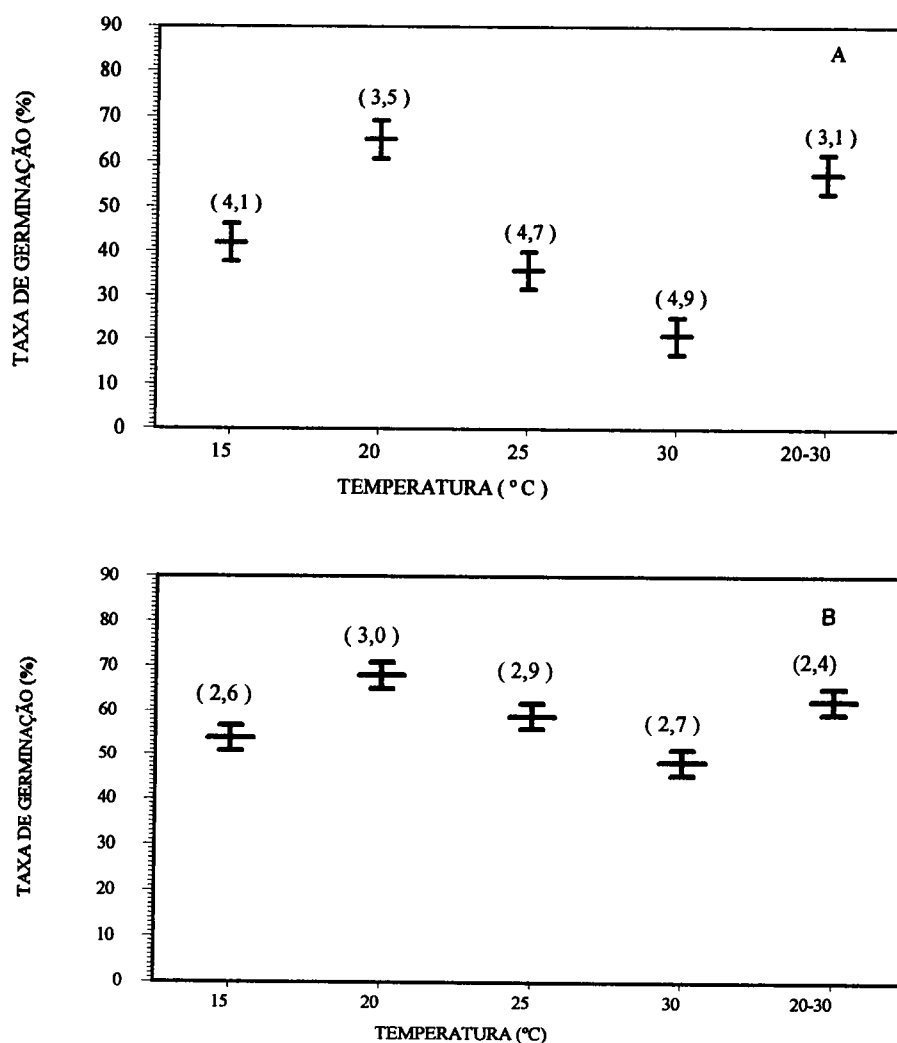 90
A
80
( 3,5 )
70
( 3,1 )
60
( 4,1 )
50
( 4,7 )
40
30
( 4,9 )
20
10
0
TAXA DE GERMINAÇÃO (%)
15
20
25
30
20-30
TEMPERATURA ( º C )
90
B
80
( 3,0 )
70
( 2,6 )
( 2,9 )
(2,4)
60
( 2,7 )
50
40
30
20
10
0
TAXA DE GERMINAÇÃO (%)
15
20
25
30
20-30
TEMPERATURA (ºC)